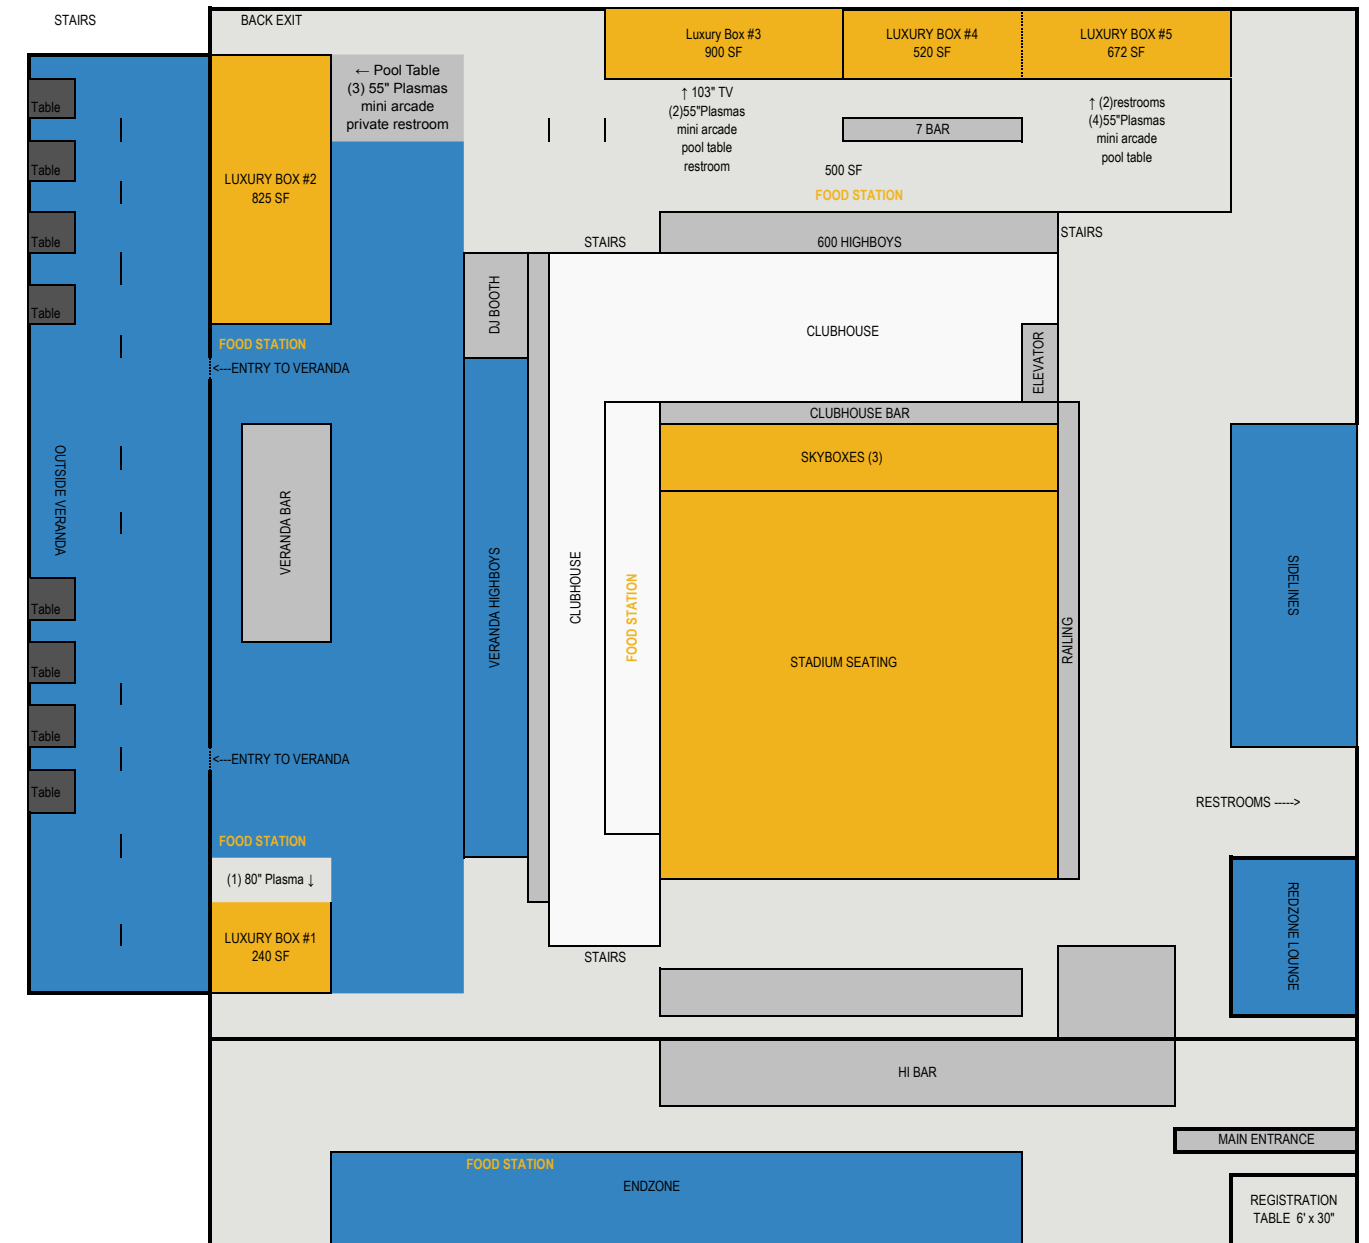 STAIRS
BACK EXIT
Luxury Box #3
900 SF
LUXURY BOX #4
520 SF
LUXURY BOX #5
672 SF
← Pool Table
(3) 55" Plasmas
mini arcade
private restroom
↑ 103" TV
(2)55"Plasmas
mini arcade
pool table
restroom
7 BAR
↑ (2)restrooms
(4)55"Plasmas
mini arcade
pool table
500 SF
FOOD STATION
Table
Table
Table
Table
LUXURY BOX #2
825 SF
STAIRS
600 HIGHBOYS
STAIRS
DJ BOOTH
CLUBHOUSE
ELEVATOR
FOOD STATION
<---ENTRY TO VERANDA
CLUBHOUSE BAR
SKYBOXES (3)
OUTSIDE VERANDA
VERANDA BAR
VERANDA HIGHBOYS
CLUBHOUSE
FOOD STATION
STADIUM SEATING
RAILING
SIDELINES
Table
Table
Table
Table
<---ENTRY TO VERANDA
RESTROOMS ----->
FOOD STATION
(1) 80" Plasma ↓
LUXURY BOX #1
240 SF
STAIRS
REDZONE LOUNGE
HI BAR
MAIN ENTRANCE
FOOD STATION
ENDZONE
REGISTRATION
TABLE 6' x 30"